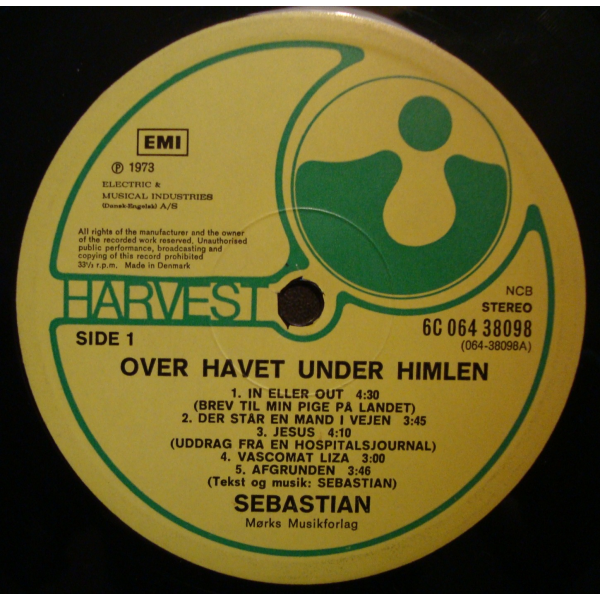 EMI
Ⓟ 1973
ELECTRIC &
MUSICAL INDUSTRIES
(Dansk-Engelsk) A/S
All rights of the manufacturer and the owner
of the recorded work reserved. Unauthorised
public performance, broadcasting and
copying of this record prohibited
33⅓ r.p.m. Made in Denmark
HARVEST
NCB
STEREO
6C 064 38098
(064-38098A)
SIDE 1
OVER HAVET UNDER HIMLEN
1. IN ELLER OUT 4:30
(BREV TIL MIN PIGE PÅ LANDET)
2. DER STÅR EN MAND I VEJEN 3:45
3. JESUS 4:10
(UDDRAG FRA EN HOSPITALSJOURNAL)
4. VASCOMAT LIZA 3:00
5. AFGRUNDEN 3:46
(Tekst og musik: SEBASTIAN)
SEBASTIAN
Mørks Musikforlag